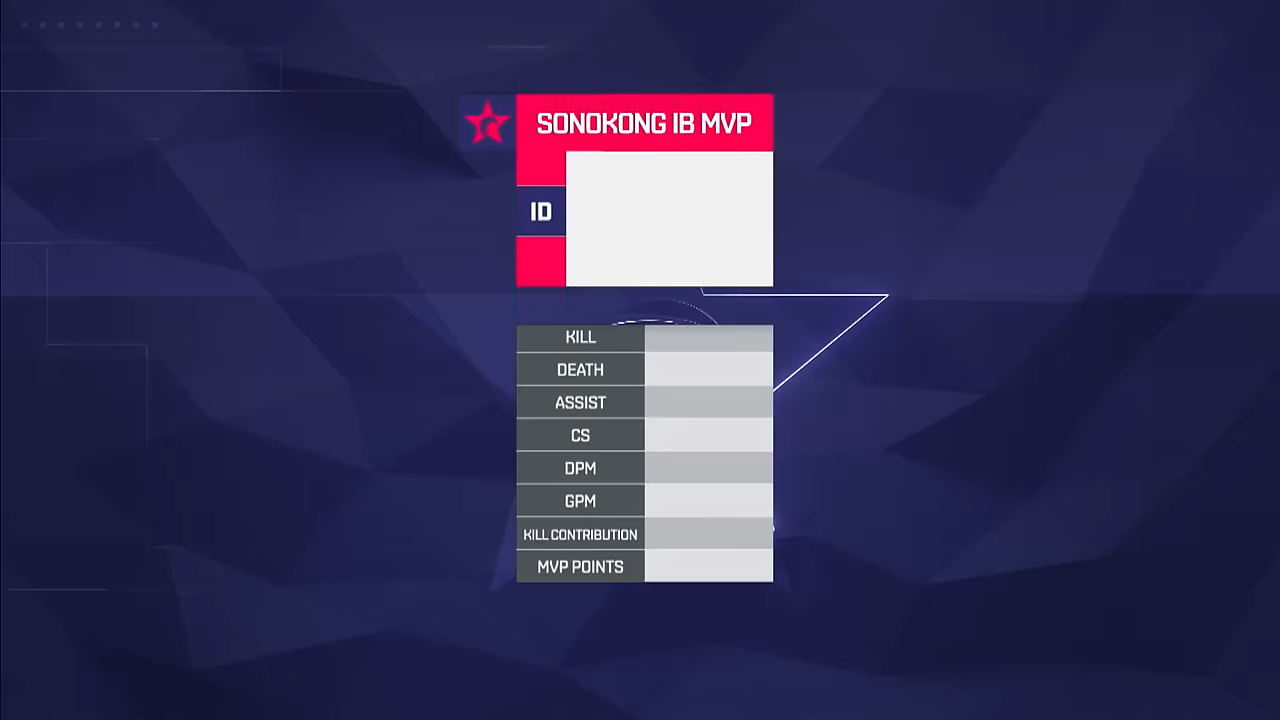 SONOKONG IB MVP
ID
KILL
DEATH
ASSIST
CS
DPM
GPM
KILL CONTRIBUTION
MVP POINTS